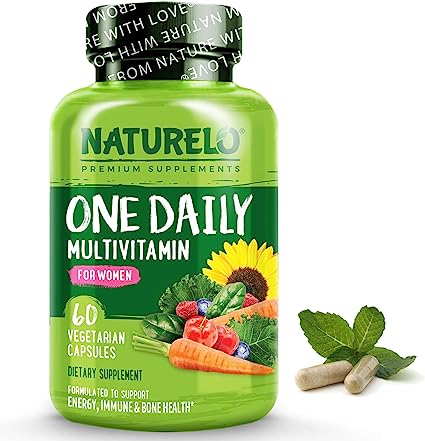 FROM NATURE WITH LOVE
NATURELO®
PREMIUM SUPPLEMENTS
ONE DAILY
MULTIVITAMIN
FOR WOMEN
60
VEGETARIAN
CAPSULES
DIETARY SUPPLEMENT
FORMULATED TO SUPPORT
ENERGY, IMMUNE & BONE HEALTH*